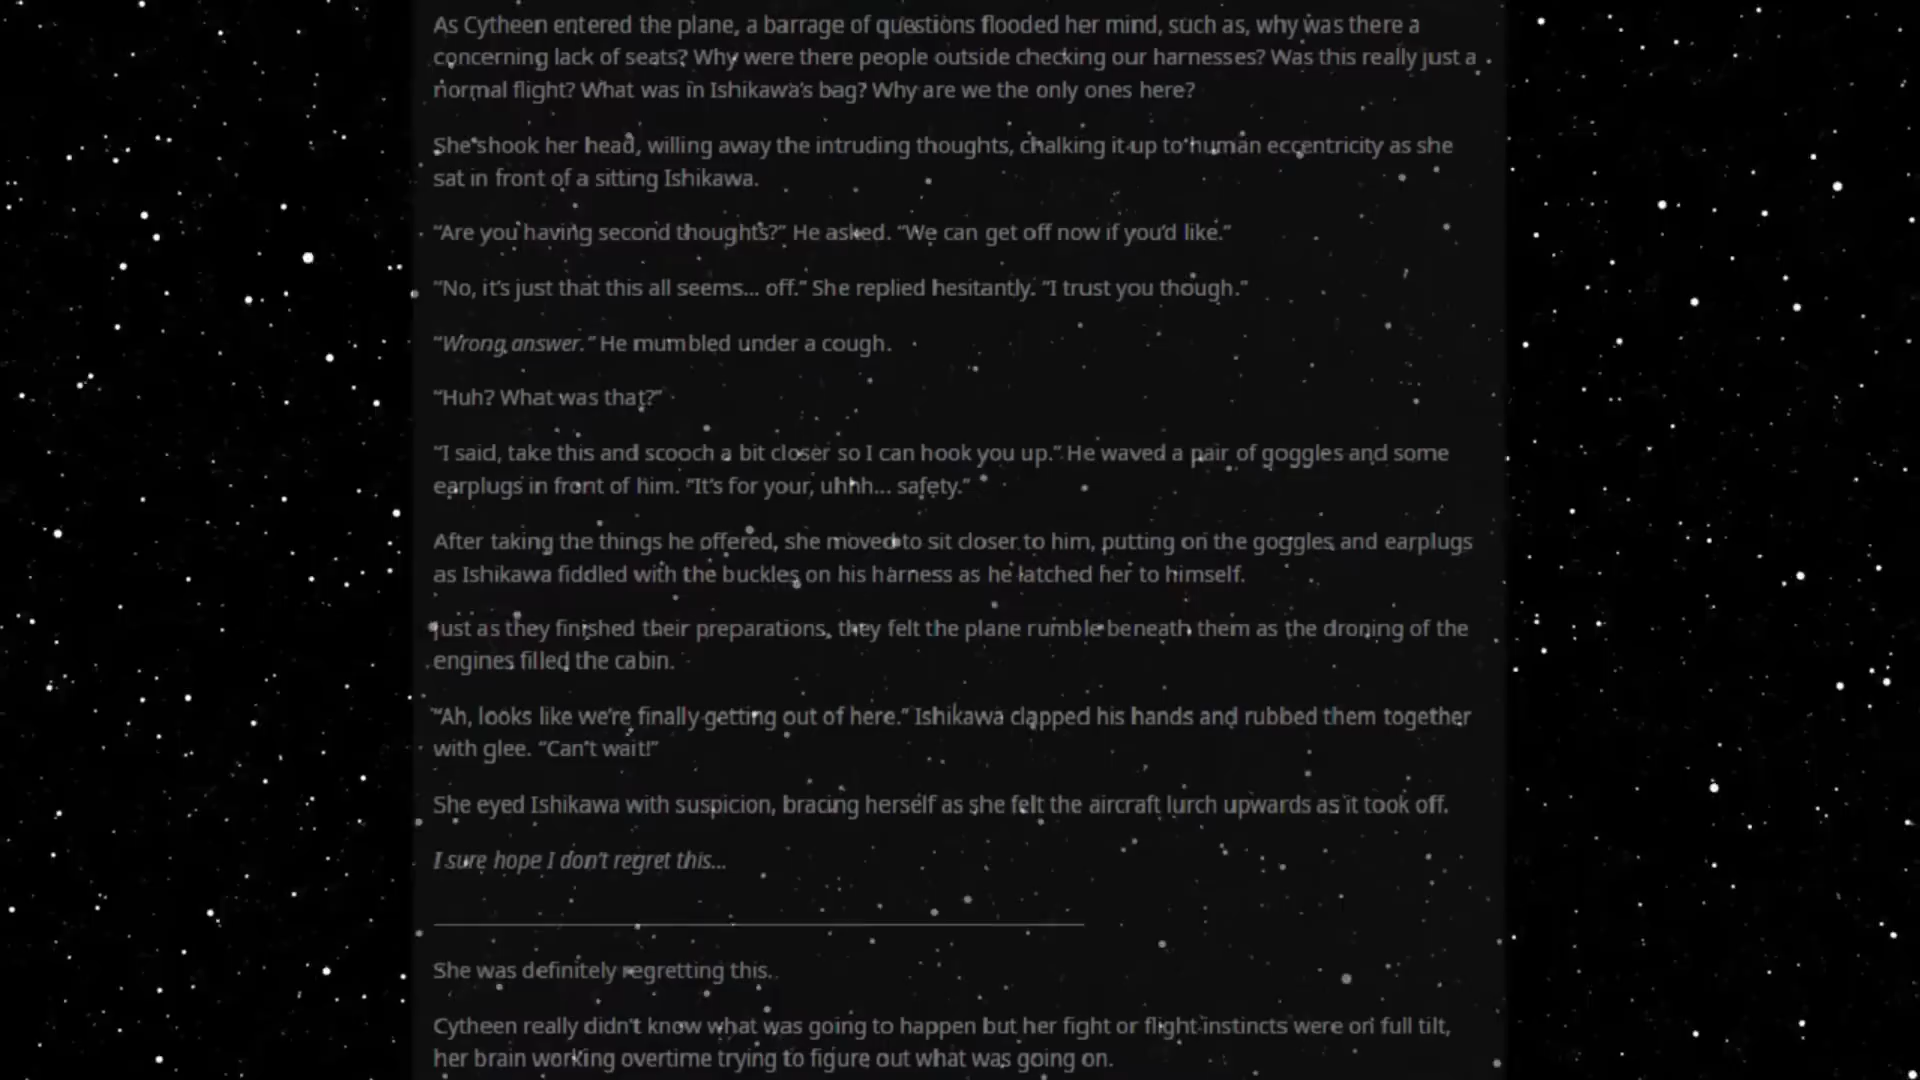 As Cytheen entered the plane, a barrage of questions flooded her mind, such as, why was there a
concerning lack of seats? Why were there people outside checking our harnesses? Was this really just a
normal flight? What was in Ishikawa's bag? Why are we the only ones here?
She shook her head, willing away the intruding thoughts, chalking it up to human eccentricity as she
sat in front of a sitting Ishikawa.
“Are you having second thoughts?” He asked. “We can get off now if you’d like.”
“No, it’s just that this all seems... off.” She replied hesitantly. “I trust you though.”
“Wrong answer.” He mumbled under a cough.
“Huh? What was that?”
“I said, take this and scooch a bit closer so I can hook you up.” He waved a pair of goggles and some
earplugs in front of him. “It’s for your, uhhh... safety.”
After taking the things he offered, she moved to sit closer to him, putting on the goggles and earplugs
as Ishikawa fiddled with the buckles on his harness as he latched her to himself.
Just as they finished their preparations, they felt the plane rumble beneath them as the droning of the
engines filled the cabin.
“Ah, looks like we’re finally getting out of here.” Ishikawa clapped his hands and rubbed them together
with glee. “Can’t wait!”
She eyed Ishikawa with suspicion, bracing herself as she felt the aircraft lurch upwards as it took off.
I sure hope I don’t regret this...
She was definitely regretting this.
Cytheen really didn’t know what was going to happen but her fight or flight instincts were on full tilt,
her brain working overtime trying to figure out what was going on.